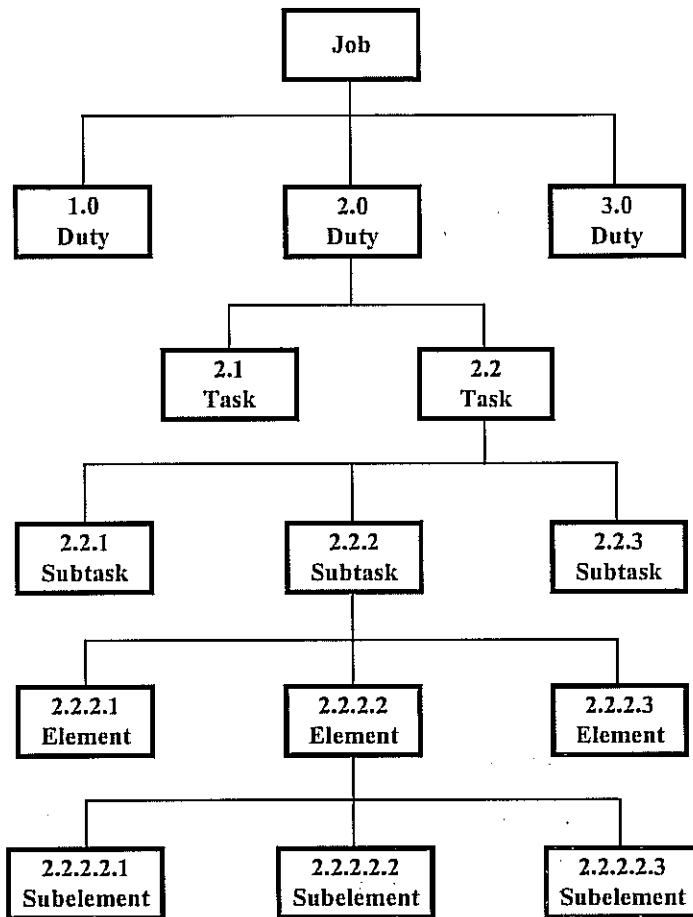 Job
1.0
Duty
2.0
Duty
3.0
Duty
2.1
Task
2.2
Task
2.2.1
Subtask
2.2.2
Subtask
2.2.3
Subtask
2.2.2.1
Element
2.2.2.2
Element
2.2.2.3
Element
2.2.2.2.1
Subelement
2.2.2.2.2
Subelement
2.2.2.2.3
Subelement